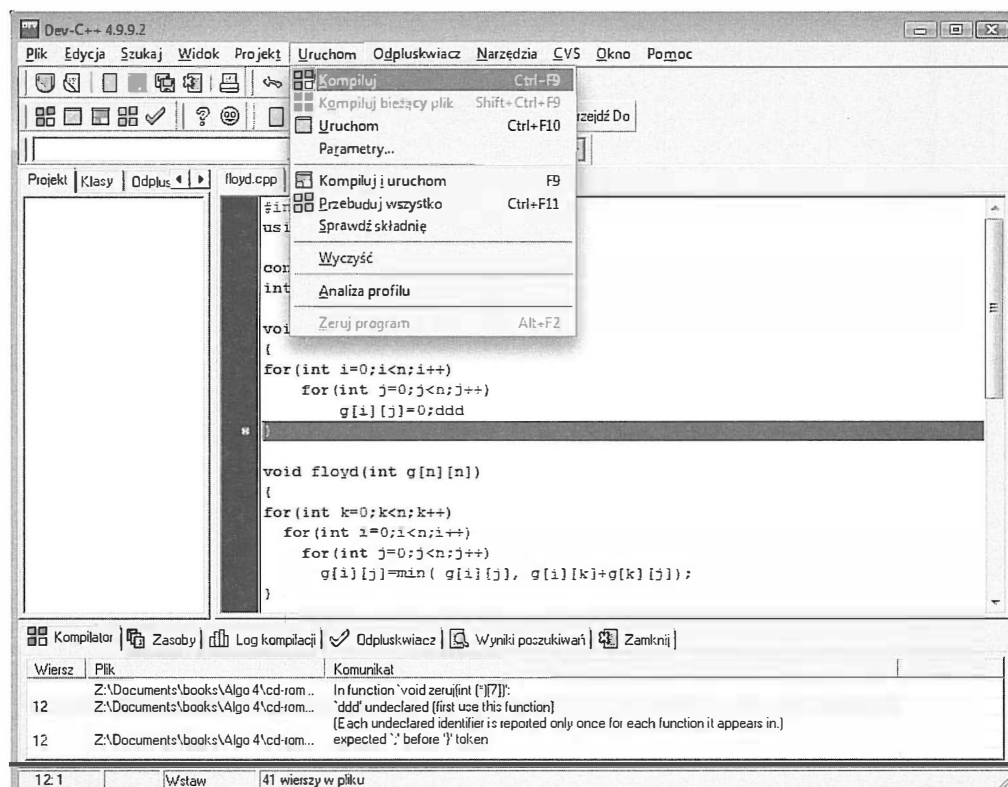 Dev-C++ 4.9.9.2
Plik Edycja Szukaj Widok Projekt Uruchom Odpluskwiacz Narzędzia CVS Okno Pomoc
Kompiluj Ctrl-F9
Kompiluj bieżący plik Shift+Ctrl+F9
Uruchom Ctrl+F10
rzejdź Do
Parametry...
Projekt Klasy Odplus floyd.cpp
Kompiluj i uruchom F9
Przebuduj wszystko Ctrl+F11
Sprawdź składnię
Wyczyść
Analiza profilu
Zeruj program Alt+F2
#in
usi
con
int
voi
{
for(int i=0;i<n;i++)
for(int j=0;j<n;j++)
g[i][j]=0;ddd
}
void floyd(int g[n][n])
{
for(int k=0;k<n;k++)
for(int i=0;i<n;i++)
for(int j=0;j<n;j++)
g[i][j]=min( g[i][j], g[i][k]+g[k][j]);
}
Kompilator Zasoby Log kompilacji Odpluskwiacz Wyniki poszukiwań Zamknij
Wiersz Plik Komunikat
Z:\Documents\books\Algo 4\cd-rom... In function `void zeruj(int (*)[7])':
12 Z:\Documents\books\Algo 4\cd-rom... `ddd' undeclared (first use this function)
(Each undeclared identifier is reported only once for each function it appears in.)
12 Z:\Documents\books\Algo 4\cd-rom... expected `;' before '}' token
12:1 Wstaw 41 wierszy w pliku